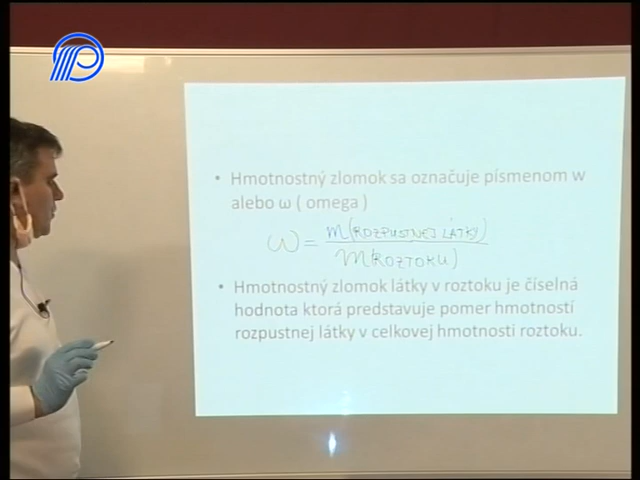 • Hmotnostný zlomok sa označuje písmenom w
alebo ω ( omega )
ω = m(ROZPUSTNEJ LÁTKY)
m(ROZTOKU)
• Hmotnostný zlomok látky v roztoku je číselná
hodnota ktorá predstavuje pomer hmotností
rozpustnej látky v celkovej hmotnosti roztoku.